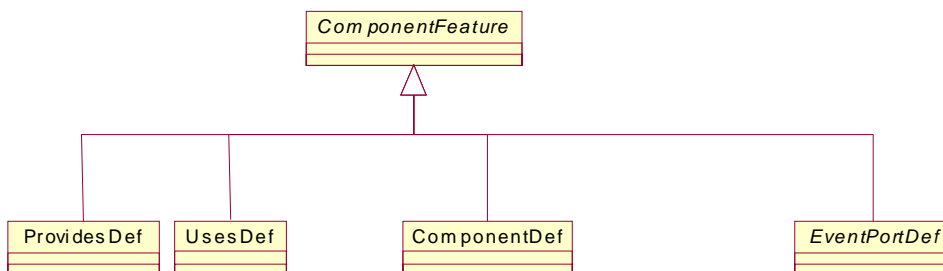 ComponentFeature
ProvidesDef
UsesDef
ComponentDef
EventPortDef